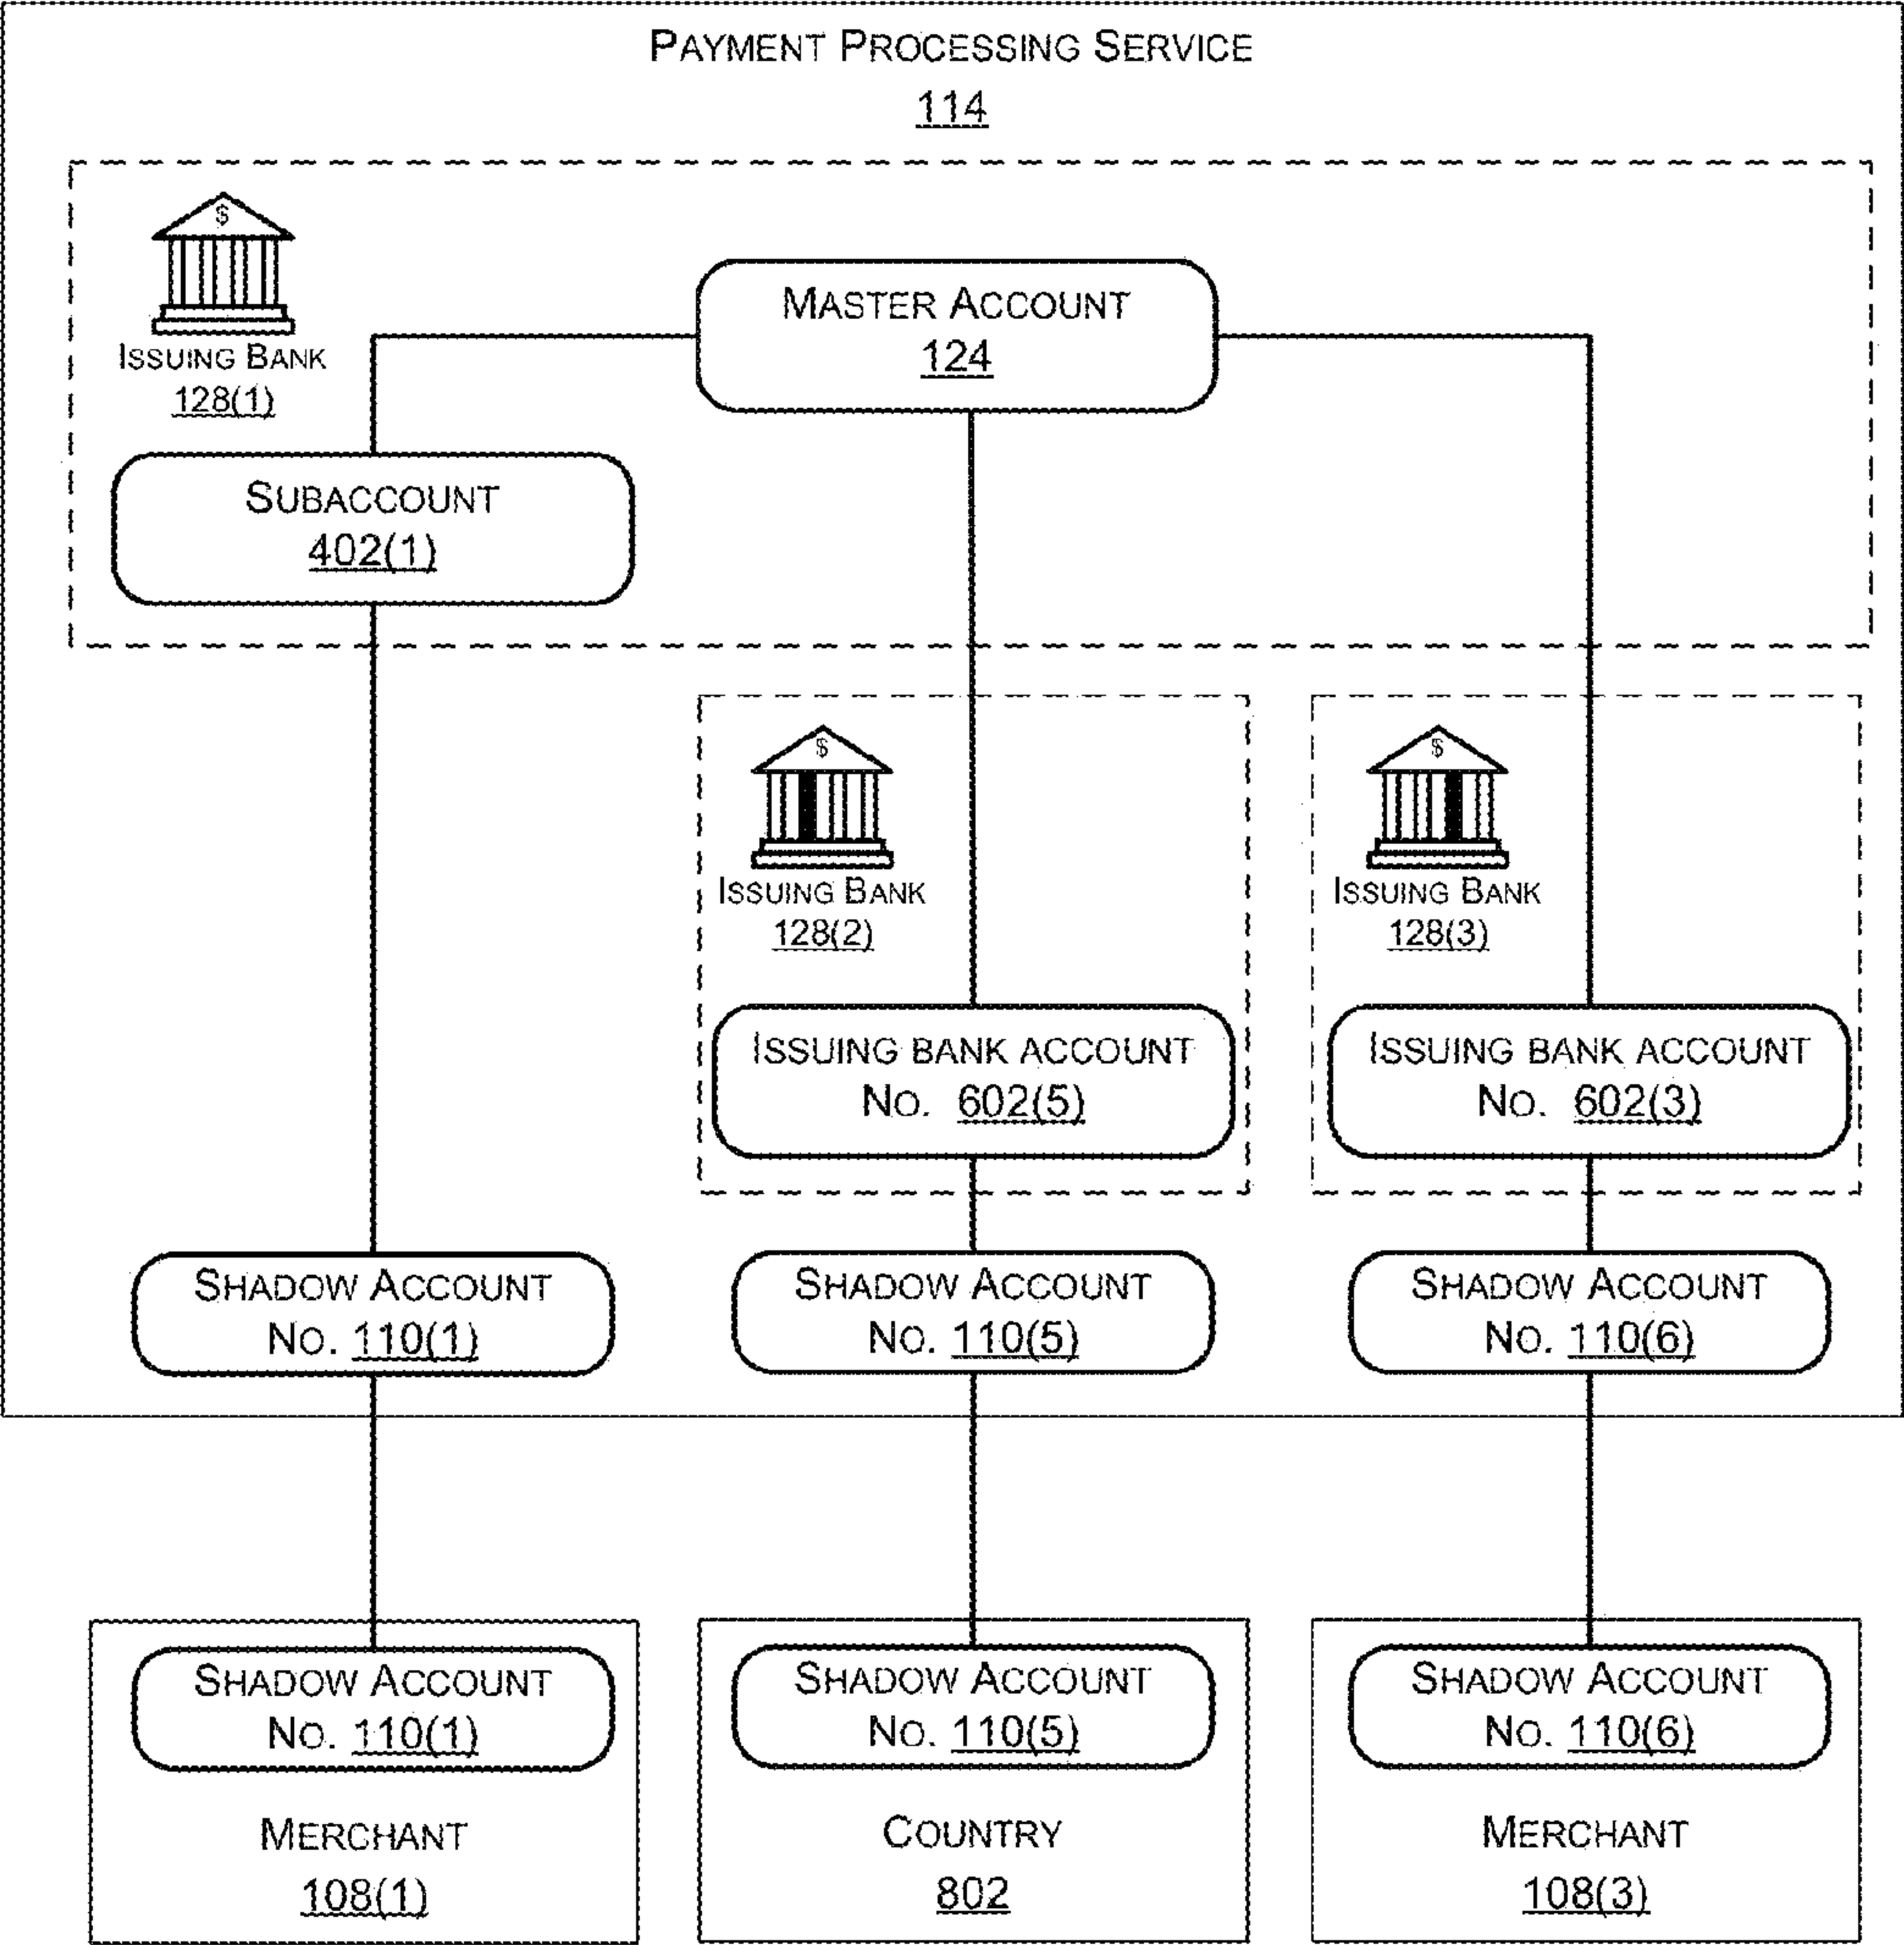 PAYMENT PROCESSING SERVICE
114
$
ISSUING BANK
128(1)
MASTER ACCOUNT
124
SUBACCOUNT
402(1)
$
ISSUING BANK
128(2)
$
ISSUING BANK
128(3)
ISSUING BANK ACCOUNT
NO. 602(5)
ISSUING BANK ACCOUNT
NO. 602(3)
SHADOW ACCOUNT
NO. 110(1)
SHADOW ACCOUNT
NO. 110(5)
SHADOW ACCOUNT
NO. 110(6)
SHADOW ACCOUNT
NO. 110(1)
MERCHANT
108(1)
SHADOW ACCOUNT
NO. 110(5)
COUNTRY
802
SHADOW ACCOUNT
NO. 110(6)
MERCHANT
108(3)